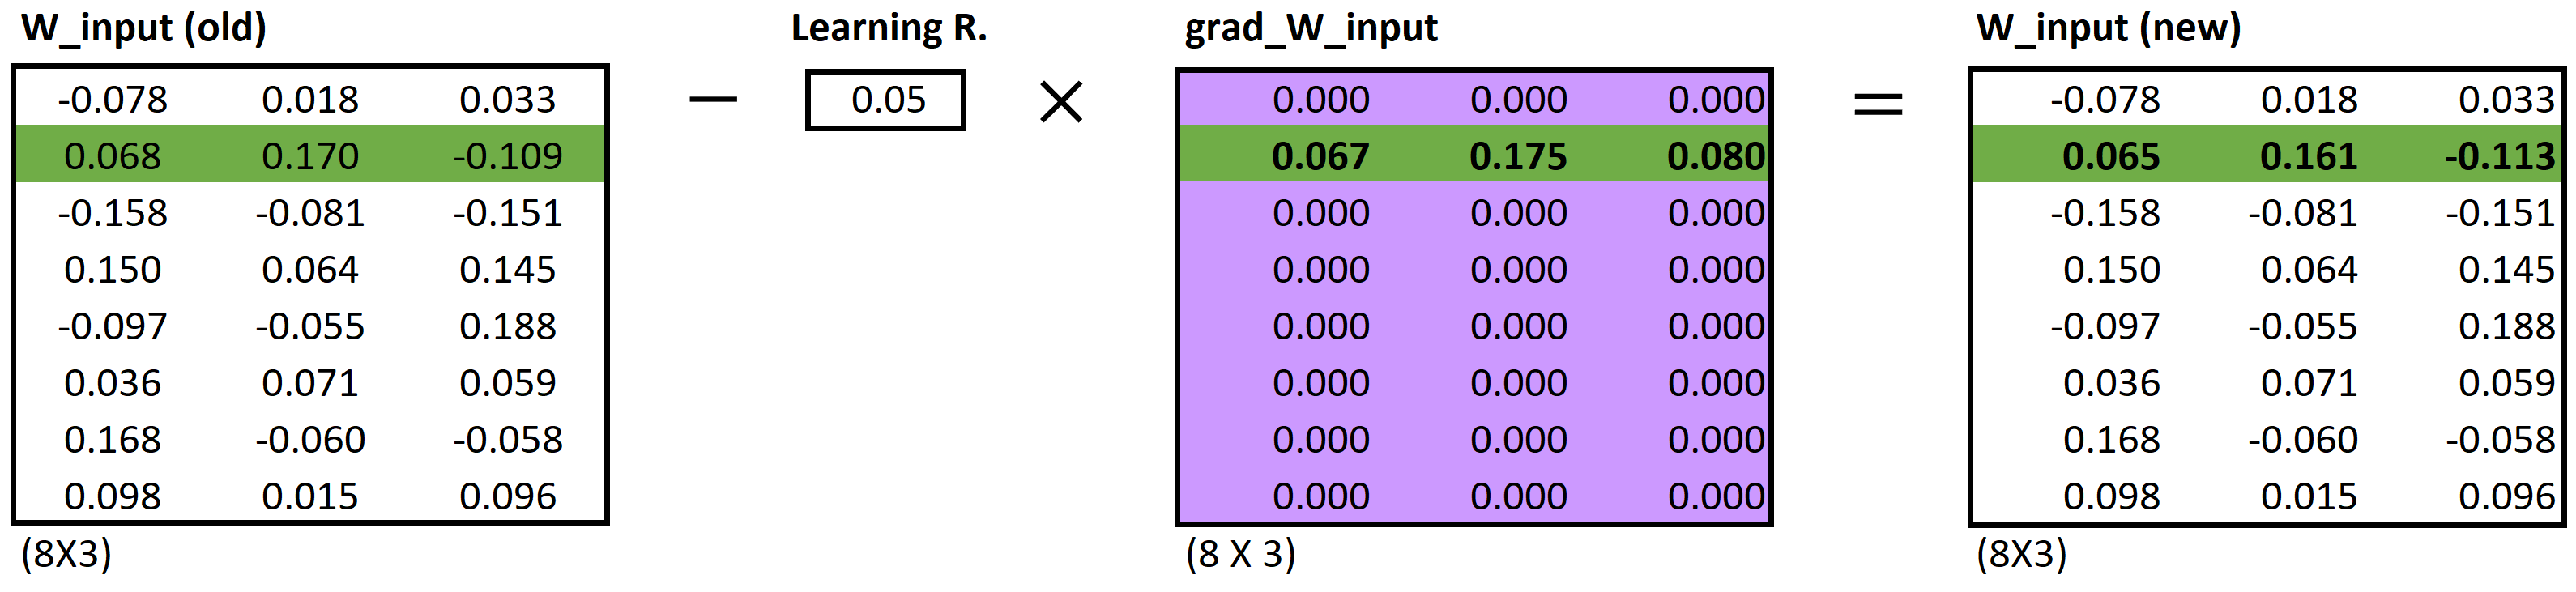 W_input (old) Learning R. grad_W_input W_input (new)
-0.078 0.018 0.033 − 0.05 × 0.000 0.000 0.000 = -0.078 0.018 0.033
0.068 0.170 -0.109 0.067 0.175 0.080 0.065 0.161 -0.113
-0.158 -0.081 -0.151 0.000 0.000 0.000 -0.158 -0.081 -0.151
0.150 0.064 0.145 0.000 0.000 0.000 0.150 0.064 0.145
-0.097 -0.055 0.188 0.000 0.000 0.000 -0.097 -0.055 0.188
0.036 0.071 0.059 0.000 0.000 0.000 0.036 0.071 0.059
0.168 -0.060 -0.058 0.000 0.000 0.000 0.168 -0.060 -0.058
0.098 0.015 0.096 0.000 0.000 0.000 0.098 0.015 0.096
(8X3) (8 X 3) (8X3)